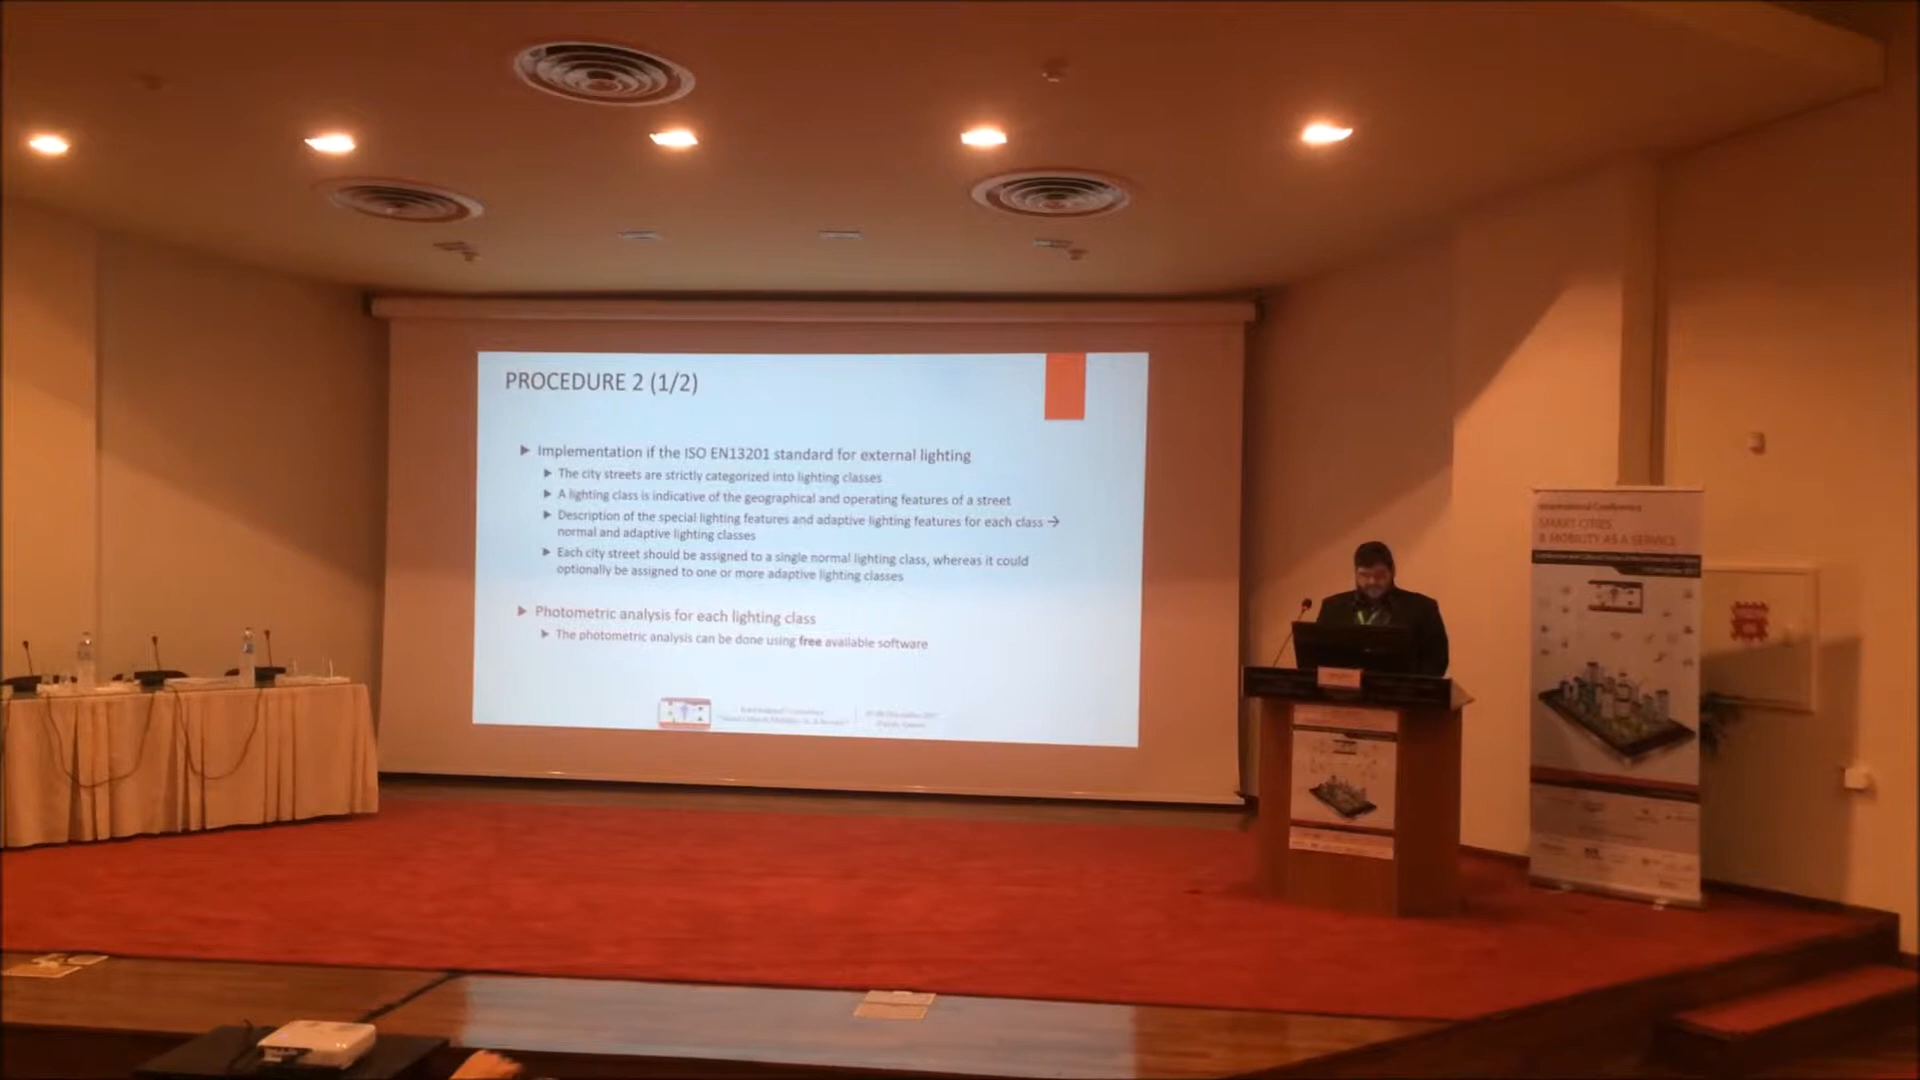 PROCEDURE 2 (1/2)
▶ Implementation if the ISO EN13201 standard for external lighting
▶ The city streets are strictly categorized into lighting classes
▶ A lighting class is indicative of the geographical and operating features of a street
▶ Description of the special lighting features and adaptive lighting features for each class →
normal and adaptive lighting classes
▶ Each city street should be assigned to a single normal lighting class, whereas it could
optionally be assigned to one or more adaptive lighting classes
▶ Photometric analysis for each lighting class
▶ The photometric analysis can be done using free available software
International Conference
SMART CITIES
& MOBILITY AS A SERVICE